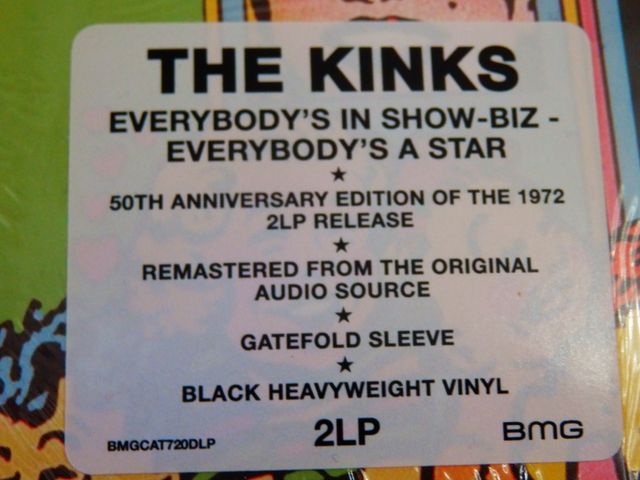 THE KINKS
EVERYBODY'S IN SHOW-BIZ -
EVERYBODY'S A STAR
★
50TH ANNIVERSARY EDITION OF THE 1972
2LP RELEASE
★
REMASTERED FROM THE ORIGINAL
AUDIO SOURCE
★
GATEFOLD SLEEVE
★
BLACK HEAVYWEIGHT VINYL
BMGCAT720DLP 2LP BMG